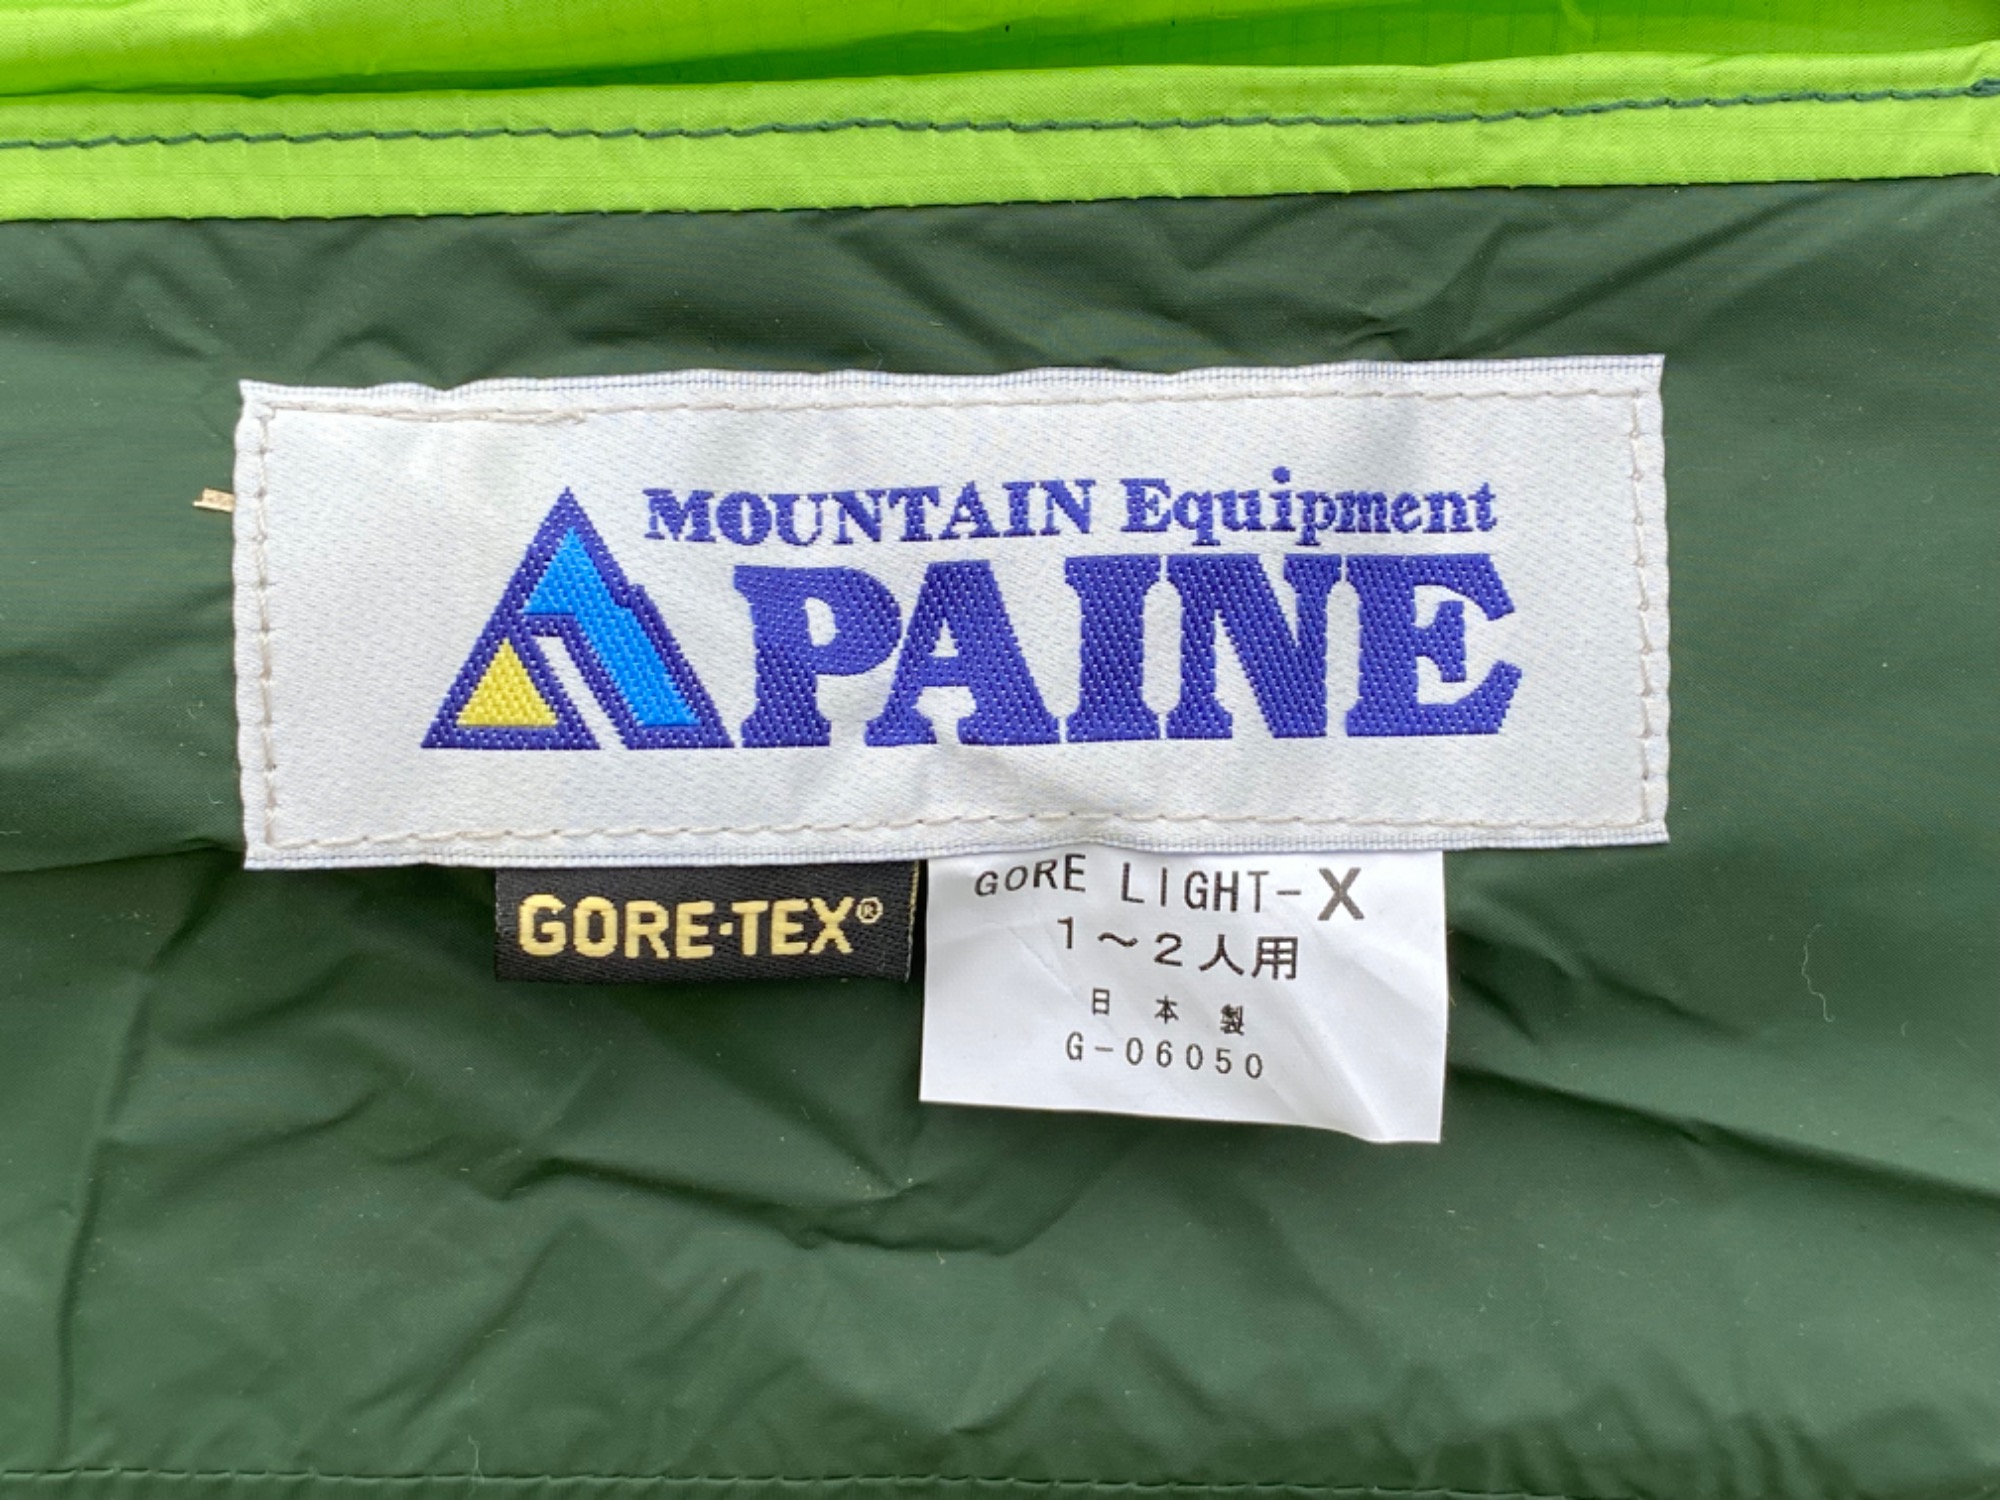 MOUNTAIN Equipment
PAINE
GORE-TEX®
GORE LIGHT-X
1～2人用
日本製
G-06050